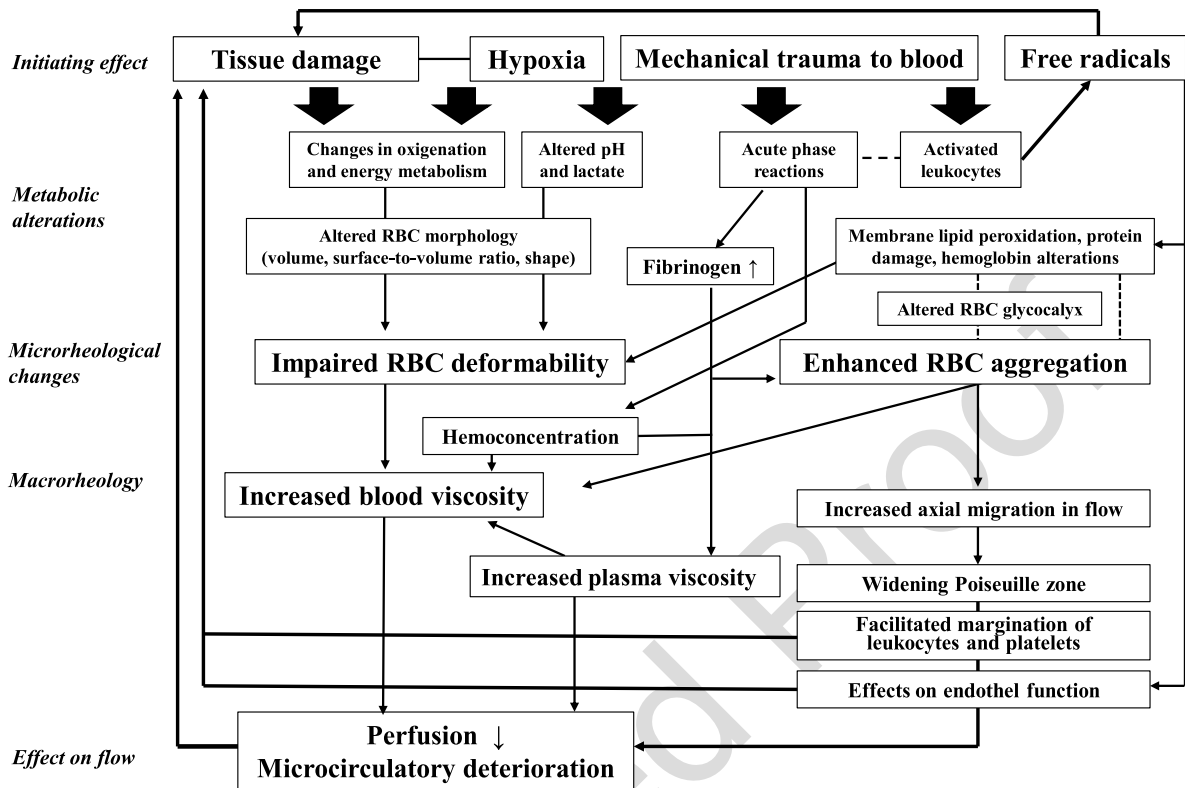 Initiating effect
Tissue damage
Hypoxia
Mechanical trauma to blood
Free radicals
Changes in oxigenation
and energy metabolism
Altered pH
and lactate
Acute phase
reactions
Activated
leukocytes
Metabolic
alterations
Altered RBC morphology
(volume, surface-to-volume ratio, shape)
Fibrinogen ↑
Membrane lipid peroxidation, protein
damage, hemoglobin alterations
Altered RBC glycocalyx
Microrheological
changes
Impaired RBC deformability
Enhanced RBC aggregation
Hemoconcentration
Macrorheology
Increased blood viscosity
Increased axial migration in flow
Increased plasma viscosity
Widening Poiseuille zone
Facilitated margination of
leukocytes and platelets
Effects on endothel function
Effect on flow
Perfusion ↓
Microcirculatory deterioration
Proof